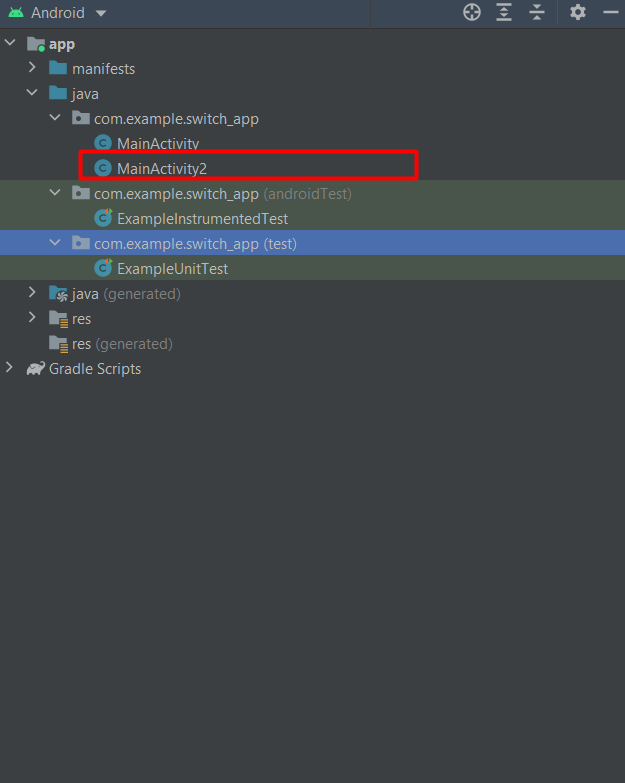 Android
app
manifests
java
com.example.switch_app
MainActivity
MainActivity2
com.example.switch_app (androidTest)
ExampleInstrumentedTest
com.example.switch_app (test)
ExampleUnitTest
java (generated)
res
res (generated)
Gradle Scripts